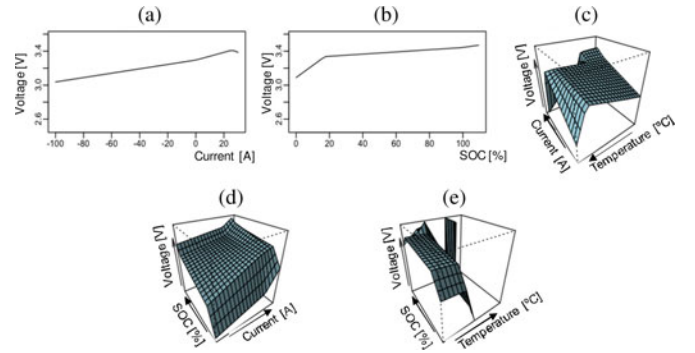 (a)
3.4
3.0
2.6
Voltage [V]
-100
-80
-60
-40
-20
0
20
Current [A]
(b)
3.4
3.0
2.6
Voltage [V]
0
20
40
60
80
100
SOC [%]
(c)
Voltage [V]
Current [A]
Temperature [ºC]
(d)
Voltage [V]
SOC [%]
Current [A]
(e)
Voltage [V]
SOC [%]
Temperature [ºC]